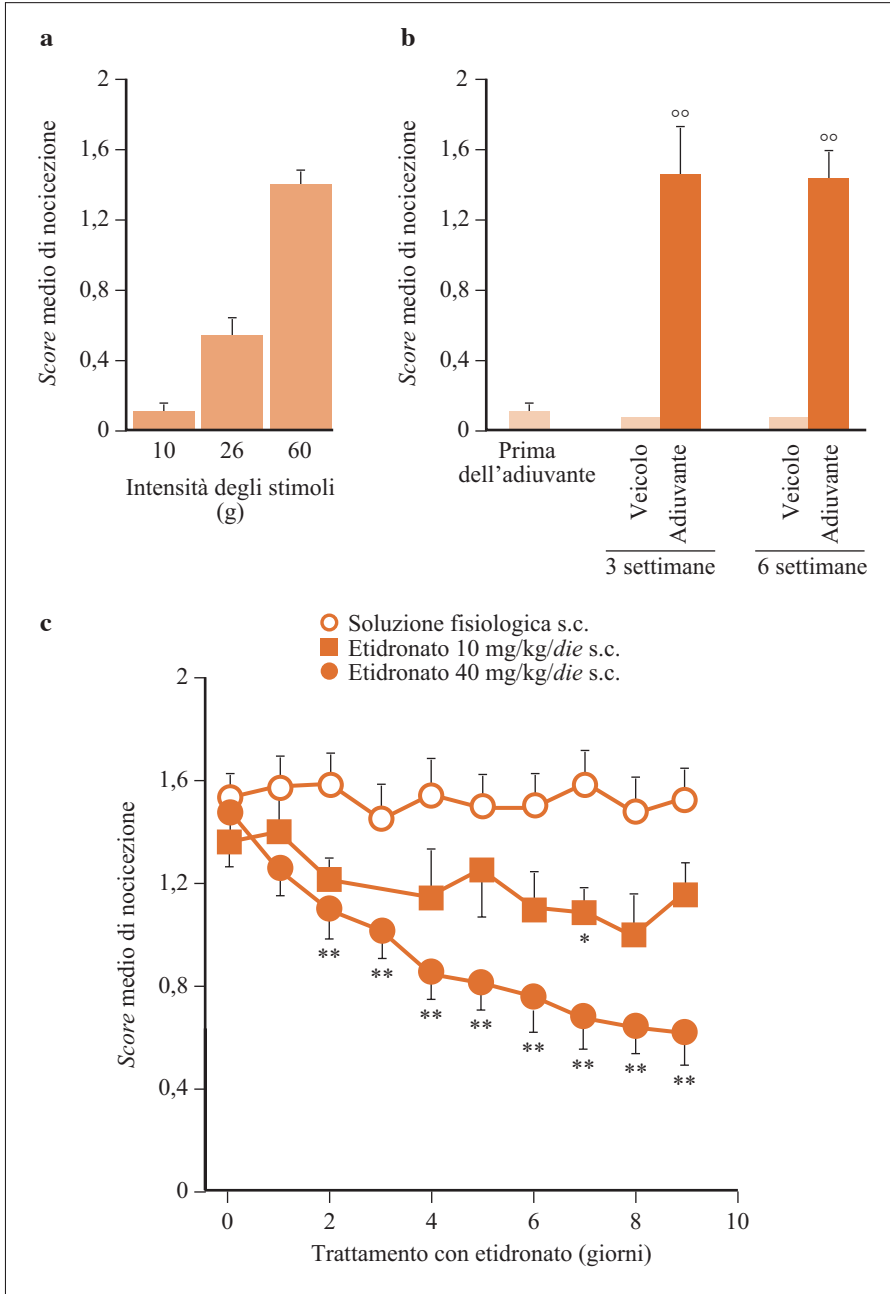 a
2
1,6
1,2
0,8
0,4
0
Score medio di nocicezione
10 26 60
Intensità degli stimoli
(g)
b
2
1,6
1,2
0,8
0,4
0
Score medio di nocicezione
°° °°
Prima
dell'adiuvante
Veicolo
Adiuvante
3 settimane
Veicolo
Adiuvante
6 settimane
c
Soluzione fisiologica s.c.
Etidronato 10 mg/kg/die s.c.
Etidronato 40 mg/kg/die s.c.
2
1,6
1,2
0,8
0,4
0
Score medio di nocicezione
*
** ** ** ** ** ** ** **
0 2 4 6 8 10
Trattamento con etidronato (giorni)